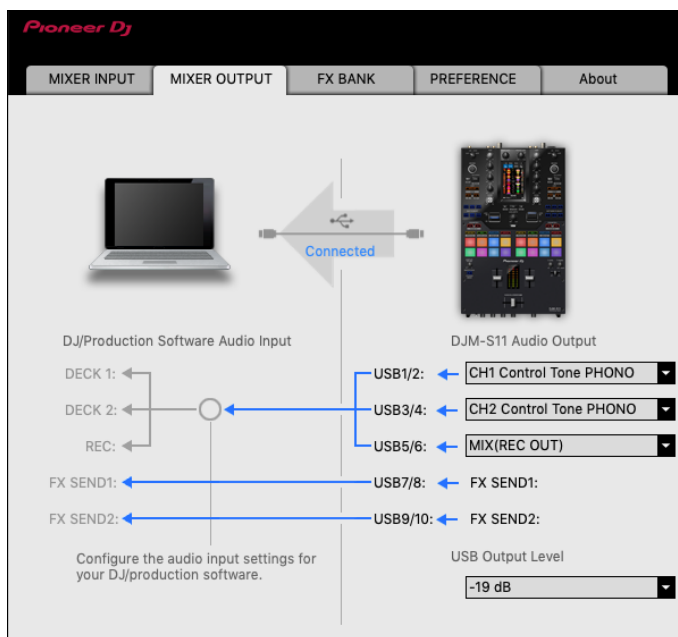 Pioneer Dj
MIXER INPUT
MIXER OUTPUT
FX BANK
PREFERENCE
About
Connected
DJ/Production Software Audio Input
DJM-S11 Audio Output
DECK 1:
USB1/2:
CH1 Control Tone PHONO
DECK 2:
USB3/4:
CH2 Control Tone PHONO
REC:
USB5/6:
MIX(REC OUT)
FX SEND1:
USB7/8:
FX SEND1:
FX SEND2:
USB9/10:
FX SEND2:
Configure the audio input settings for
your DJ/production software.
USB Output Level
-19 dB